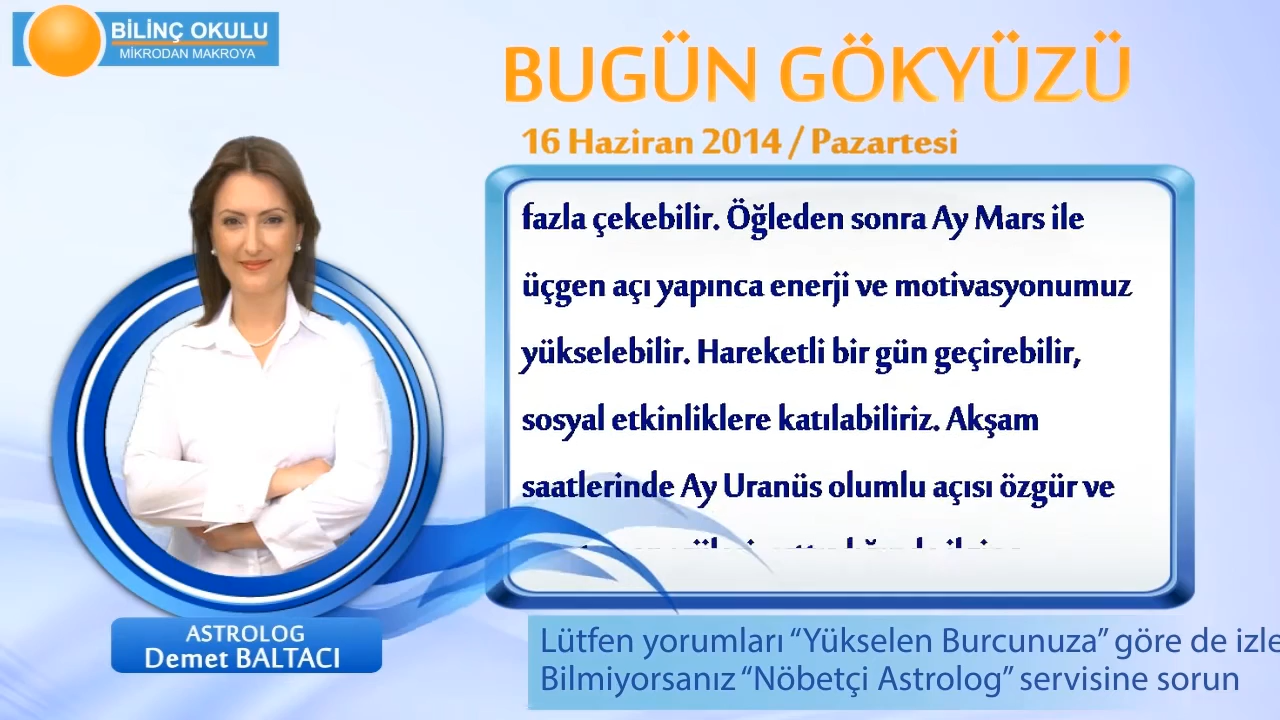 BİLİNÇ OKULU
MİKRODAN MAKROYA
BUGÜN GÖKYÜZÜ
16 Haziran 2014 / Pazartesi
fazla çekebilir. Öğleden sonra Ay Mars ile
üçgen açı yapınca enerji ve motivasyonumuz
yükselebilir. Hareketli bir gün geçirebilir,
sosyal etkinliklere katılabiliriz. Akşam
saatlerinde Ay Uranüs olumlu açısı özgür ve
ASTROLOG
Demet BALTACI
Lütfen yorumları “Yükselen Burcunuza” göre de izle
Bilmiyorsanız “Nöbetçi Astrolog” servisine sorun